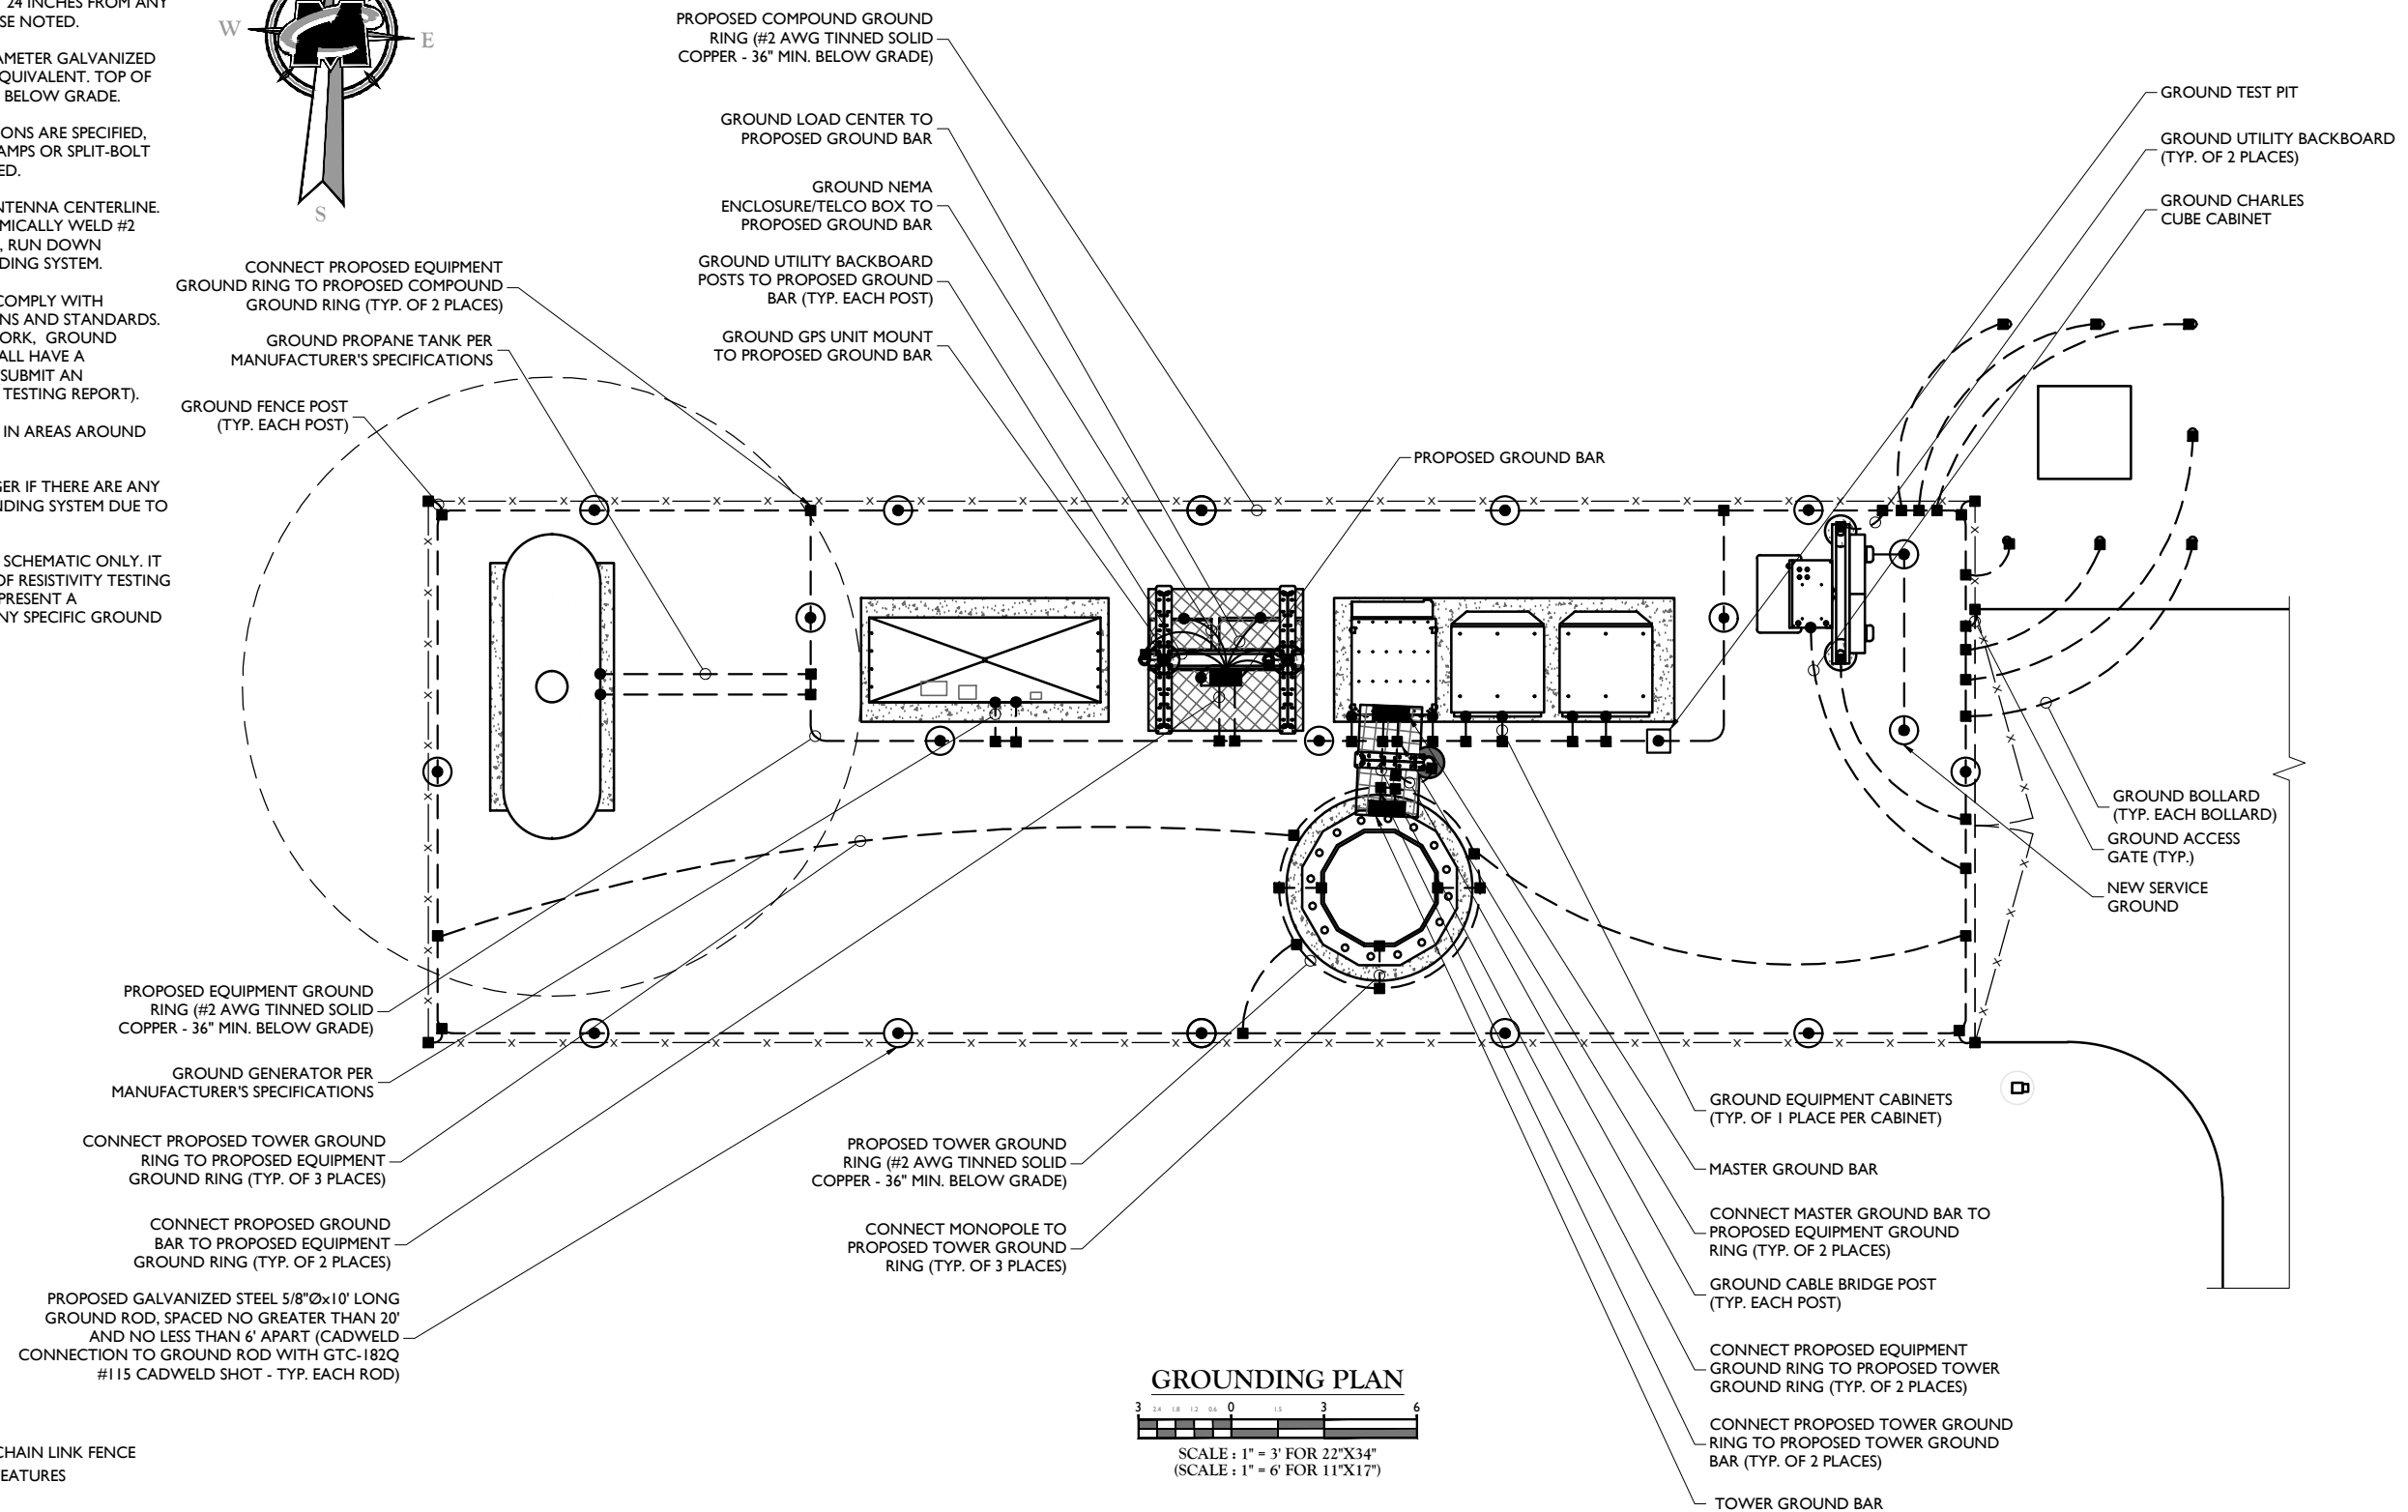 24 INCHES FROM ANY
SE NOTED.
AMETER GALVANIZED
QUIVALENT. TOP OF
BELOW GRADE.
ONS ARE SPECIFIED,
AMPS OR SPLIT-BOLT
ED.
NTENNA CENTERLINE.
MICALLY WELD #2
, RUN DOWN
DING SYSTEM.
COMPLY WITH
NS AND STANDARDS.
ORK, GROUND
ALL HAVE A
SUBMIT AN
TESTING REPORT).
IN AREAS AROUND
GER IF THERE ARE ANY
NDING SYSTEM DUE TO
SCHEMATIC ONLY. IT
OF RESISTIVITY TESTING
PRESENT A
NY SPECIFIC GROUND
W
E
S
PROPOSED COMPOUND GROUND
RING (#2 AWG TINNED SOLID
COPPER - 36" MIN. BELOW GRADE)
GROUND LOAD CENTER TO
PROPOSED GROUND BAR
GROUND NEMA
ENCLOSURE/TELCO BOX TO
PROPOSED GROUND BAR
GROUND UTILITY BACKBOARD
POSTS TO PROPOSED GROUND
BAR (TYP. EACH POST)
GROUND GPS UNIT MOUNT
TO PROPOSED GROUND BAR
CONNECT PROPOSED EQUIPMENT
GROUND RING TO PROPOSED COMPOUND
GROUND RING (TYP. OF 2 PLACES)
GROUND PROPANE TANK PER
MANUFACTURER'S SPECIFICATIONS
GROUND FENCE POST
(TYP. EACH POST)
PROPOSED GROUND BAR
GROUND TEST PIT
GROUND UTILITY BACKBOARD
(TYP. OF 2 PLACES)
GROUND CHARLES
CUBE CABINET
GROUND BOLLARD
(TYP. EACH BOLLARD)
GROUND ACCESS
GATE (TYP.)
NEW SERVICE
GROUND
PROPOSED EQUIPMENT GROUND
RING (#2 AWG TINNED SOLID
COPPER - 36" MIN. BELOW GRADE)
GROUND GENERATOR PER
MANUFACTURER'S SPECIFICATIONS
CONNECT PROPOSED TOWER GROUND
RING TO PROPOSED EQUIPMENT
GROUND RING (TYP. OF 3 PLACES)
CONNECT PROPOSED GROUND
BAR TO PROPOSED EQUIPMENT
GROUND RING (TYP. OF 2 PLACES)
PROPOSED GALVANIZED STEEL 5/8"Øx10' LONG
GROUND ROD, SPACED NO GREATER THAN 20'
AND NO LESS THAN 6' APART (CADWELD
CONNECTION TO GROUND ROD WITH GTC-182Q
#115 CADWELD SHOT - TYP. EACH ROD)
PROPOSED TOWER GROUND
RING (#2 AWG TINNED SOLID
COPPER - 36" MIN. BELOW GRADE)
CONNECT MONOPOLE TO
PROPOSED TOWER GROUND
RING (TYP. OF 3 PLACES)
GROUND EQUIPMENT CABINETS
(TYP. OF 1 PLACE PER CABINET)
MASTER GROUND BAR
CONNECT MASTER GROUND BAR TO
PROPOSED EQUIPMENT GROUND
RING (TYP. OF 2 PLACES)
GROUND CABLE BRIDGE POST
(TYP. EACH POST)
CONNECT PROPOSED EQUIPMENT
GROUND RING TO PROPOSED TOWER
GROUND RING (TYP. OF 2 PLACES)
CONNECT PROPOSED TOWER GROUND
RING TO PROPOSED TOWER GROUND
BAR (TYP. OF 2 PLACES)
TOWER GROUND BAR
GROUNDING PLAN
3 2.4 1.8 1.2 0.6 0 1.5 3 6
SCALE : 1" = 3' FOR 22"X34"
(SCALE : 1" = 6' FOR 11"X17")
CHAIN LINK FENCE
EATURES